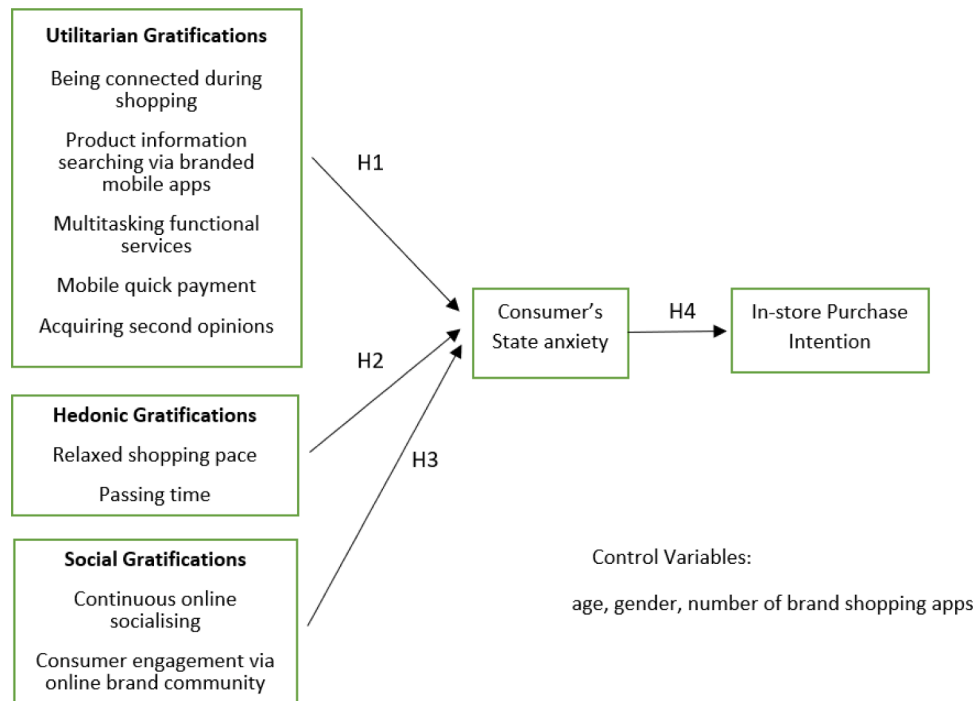 Utilitarian Gratifications
Being connected during
shopping
Product information
searching via branded
mobile apps
Multitasking functional
services
Mobile quick payment
Acquiring second opinions
H1
Hedonic Gratifications
Relaxed shopping pace
Passing time
H2
Social Gratifications
Continuous online
socialising
Consumer engagement via
online brand community
H3
Consumer’s
State anxiety
H4
In-store Purchase
Intention
Control Variables:
age, gender, number of brand shopping apps